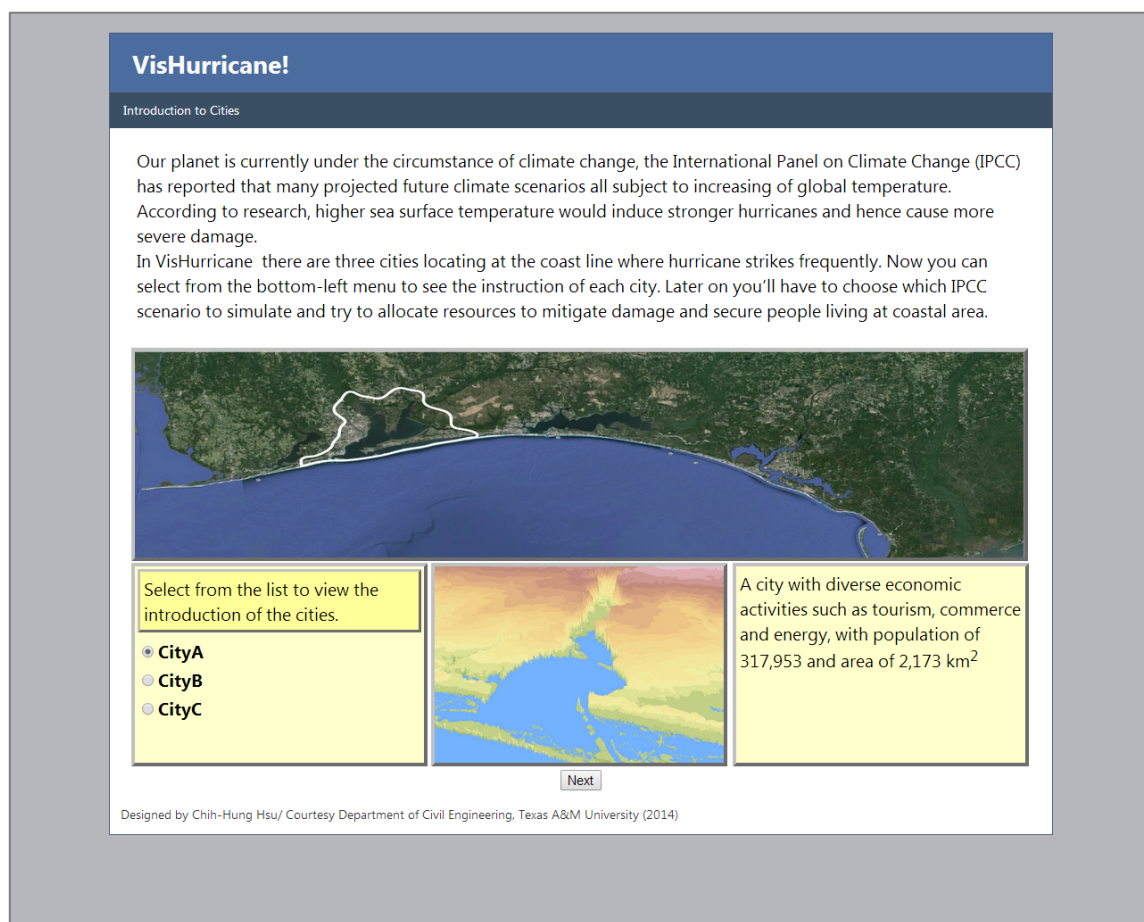 VisHurricane!
Introduction to Cities
Our planet is currently under the circumstance of climate change, the International Panel on Climate Change (IPCC)
has reported that many projected future climate scenarios all subject to increasing of global temperature.
According to research, higher sea surface temperature would induce stronger hurricanes and hence cause more
severe damage.
In VisHurricane  there are three cities locating at the coast line where hurricane strikes frequently. Now you can
select from the bottom-left menu to see the instruction of each city. Later on you'll have to choose which IPCC
scenario to simulate and try to allocate resources to mitigate damage and secure people living at coastal area.
Select from the list to view the
introduction of the cities.
CityA
CityB
CityC
A city with diverse economic
activities such as tourism, commerce
and energy, with population of
317,953 and area of 2,173 km²
Next
Designed by Chih-Hung Hsu/ Courtesy Department of Civil Engineering, Texas A&M University (2014)